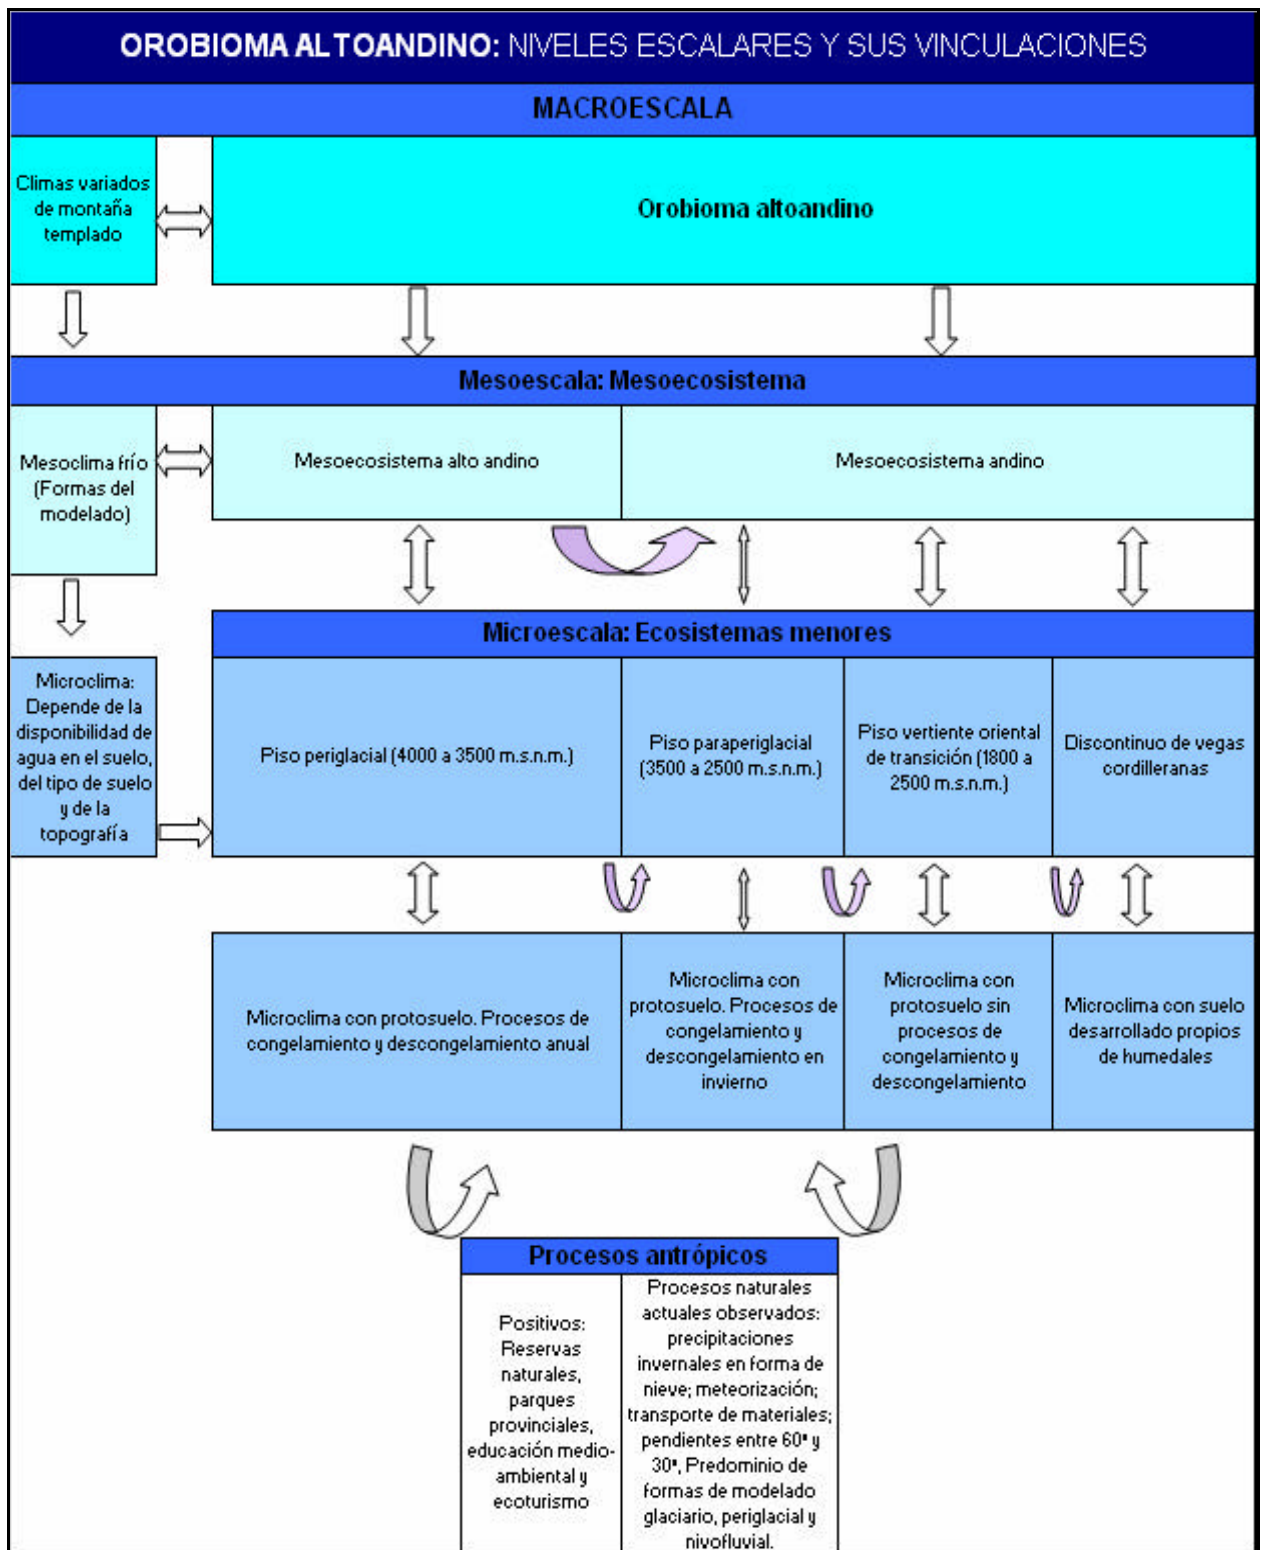 OROBIOMA ALTOANDINO: NIVELES ESCALARES Y SUS VINCULACIONES
MACROESCALA
Climas variados
de montaña
templado
Orobioma altoandino
Mesoescala: Mesoecosistema
Mesoclima frío
(Formas del
modelado)
Mesoecosistema alto andino
Mesoecosistema andino
Microescala: Ecosistemas menores
Microclima:
Depende de la
disponibilidad de
agua en el suelo,
del tipo de suelo
y de la
topografía
Piso periglacial (4000 a 3500 m.s.n.m.)
Piso paraperiglacial
(3500 a 2500 m.s.n.m.)
Piso vertiente oriental
de transición (1800 a
2500 m.s.n.m.)
Discontinuo de vegas
cordilleranas
Microclima con protosuelo. Procesos de
congelamiento y descongelamiento anual
Microclima con
protosuelo. Procesos de
congelamiento y
descongelamiento en
invierno
Microclima con
protosuelo sin
procesos de
congelamiento y
descongelamiento
Microclima con suelo
desarrollado propios
de humedales
Procesos antrópicos
Positivos:
Reservas
naturales,
parques
provinciales,
educación medio-
ambiental y
ecoturismo
Procesos naturales
actuales observados:
precipitaciones
invernales en forma de
nieve; meteorización;
transporte de materiales;
pendientes entre 60º y
30º, Predominio de
formas de modelado
glaciario, periglacial y
nivofluvial.